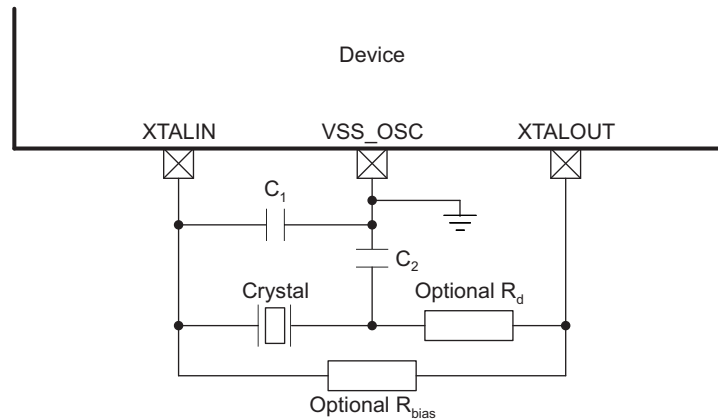 Device
XTALIN VSS_OSC XTALOUT
C1
C2
Crystal Optional Rd
Optional Rbias